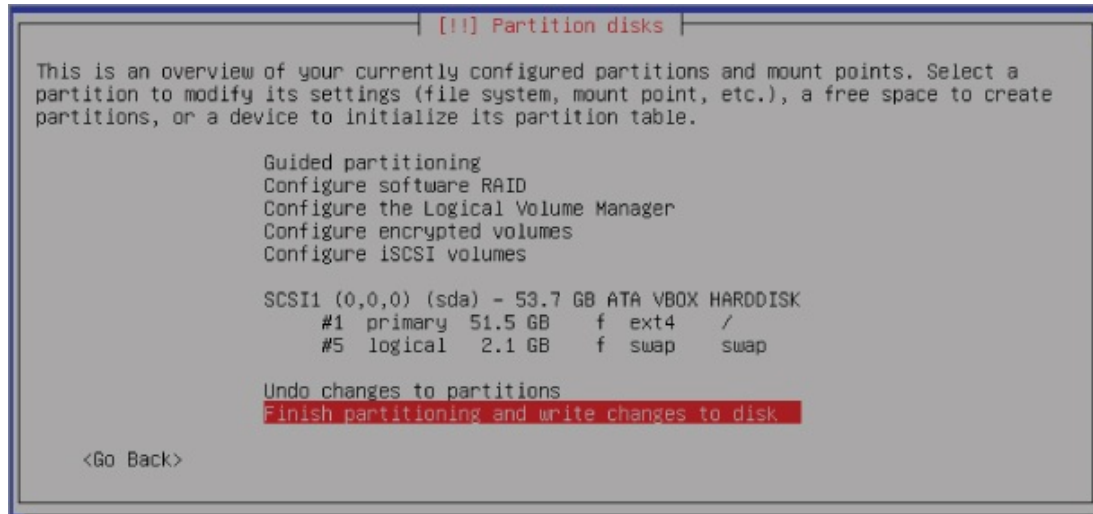 [!!] Partition disks
This is an overview of your currently configured partitions and mount points. Select a
partition to modify its settings (file system, mount point, etc.), a free space to create
partitions, or a device to initialize its partition table.
Guided partitioning
Configure software RAID
Configure the Logical Volume Manager
Configure encrypted volumes
Configure iSCSI volumes
SCSI1 (0,0,0) (sda) - 53.7 GB ATA VBOX HARDDISK
#1 primary 51.5 GB f ext4 /
#5 logical 2.1 GB f swap swap
Undo changes to partitions
Finish partitioning and write changes to disk
<Go Back>